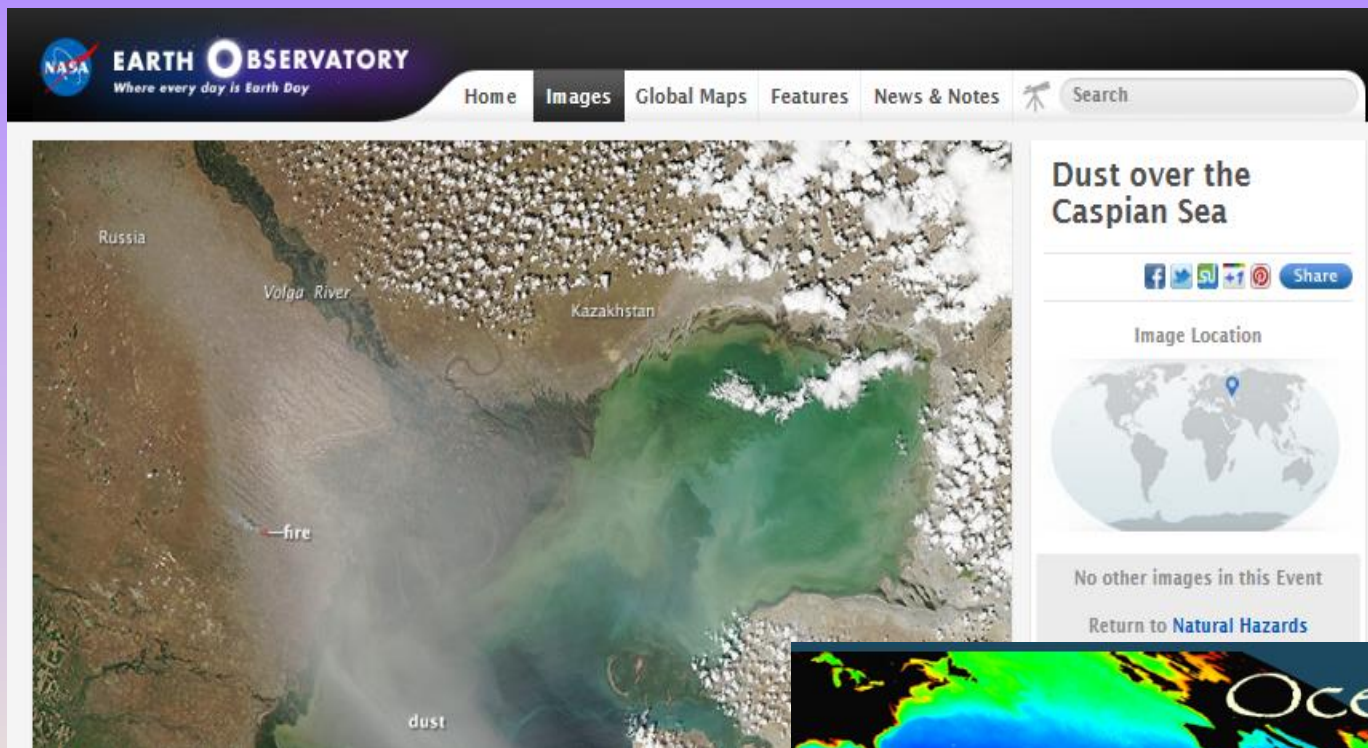 NASA
EARTH OBSERVATORY
Where every day is Earth Day
Home Images Global Maps Features News & Notes Search
Dust over the
Caspian Sea
Share
Image Location
No other images in this Event
Return to Natural Hazards
Russia
Volga River
Kazakhstan
fire
dust